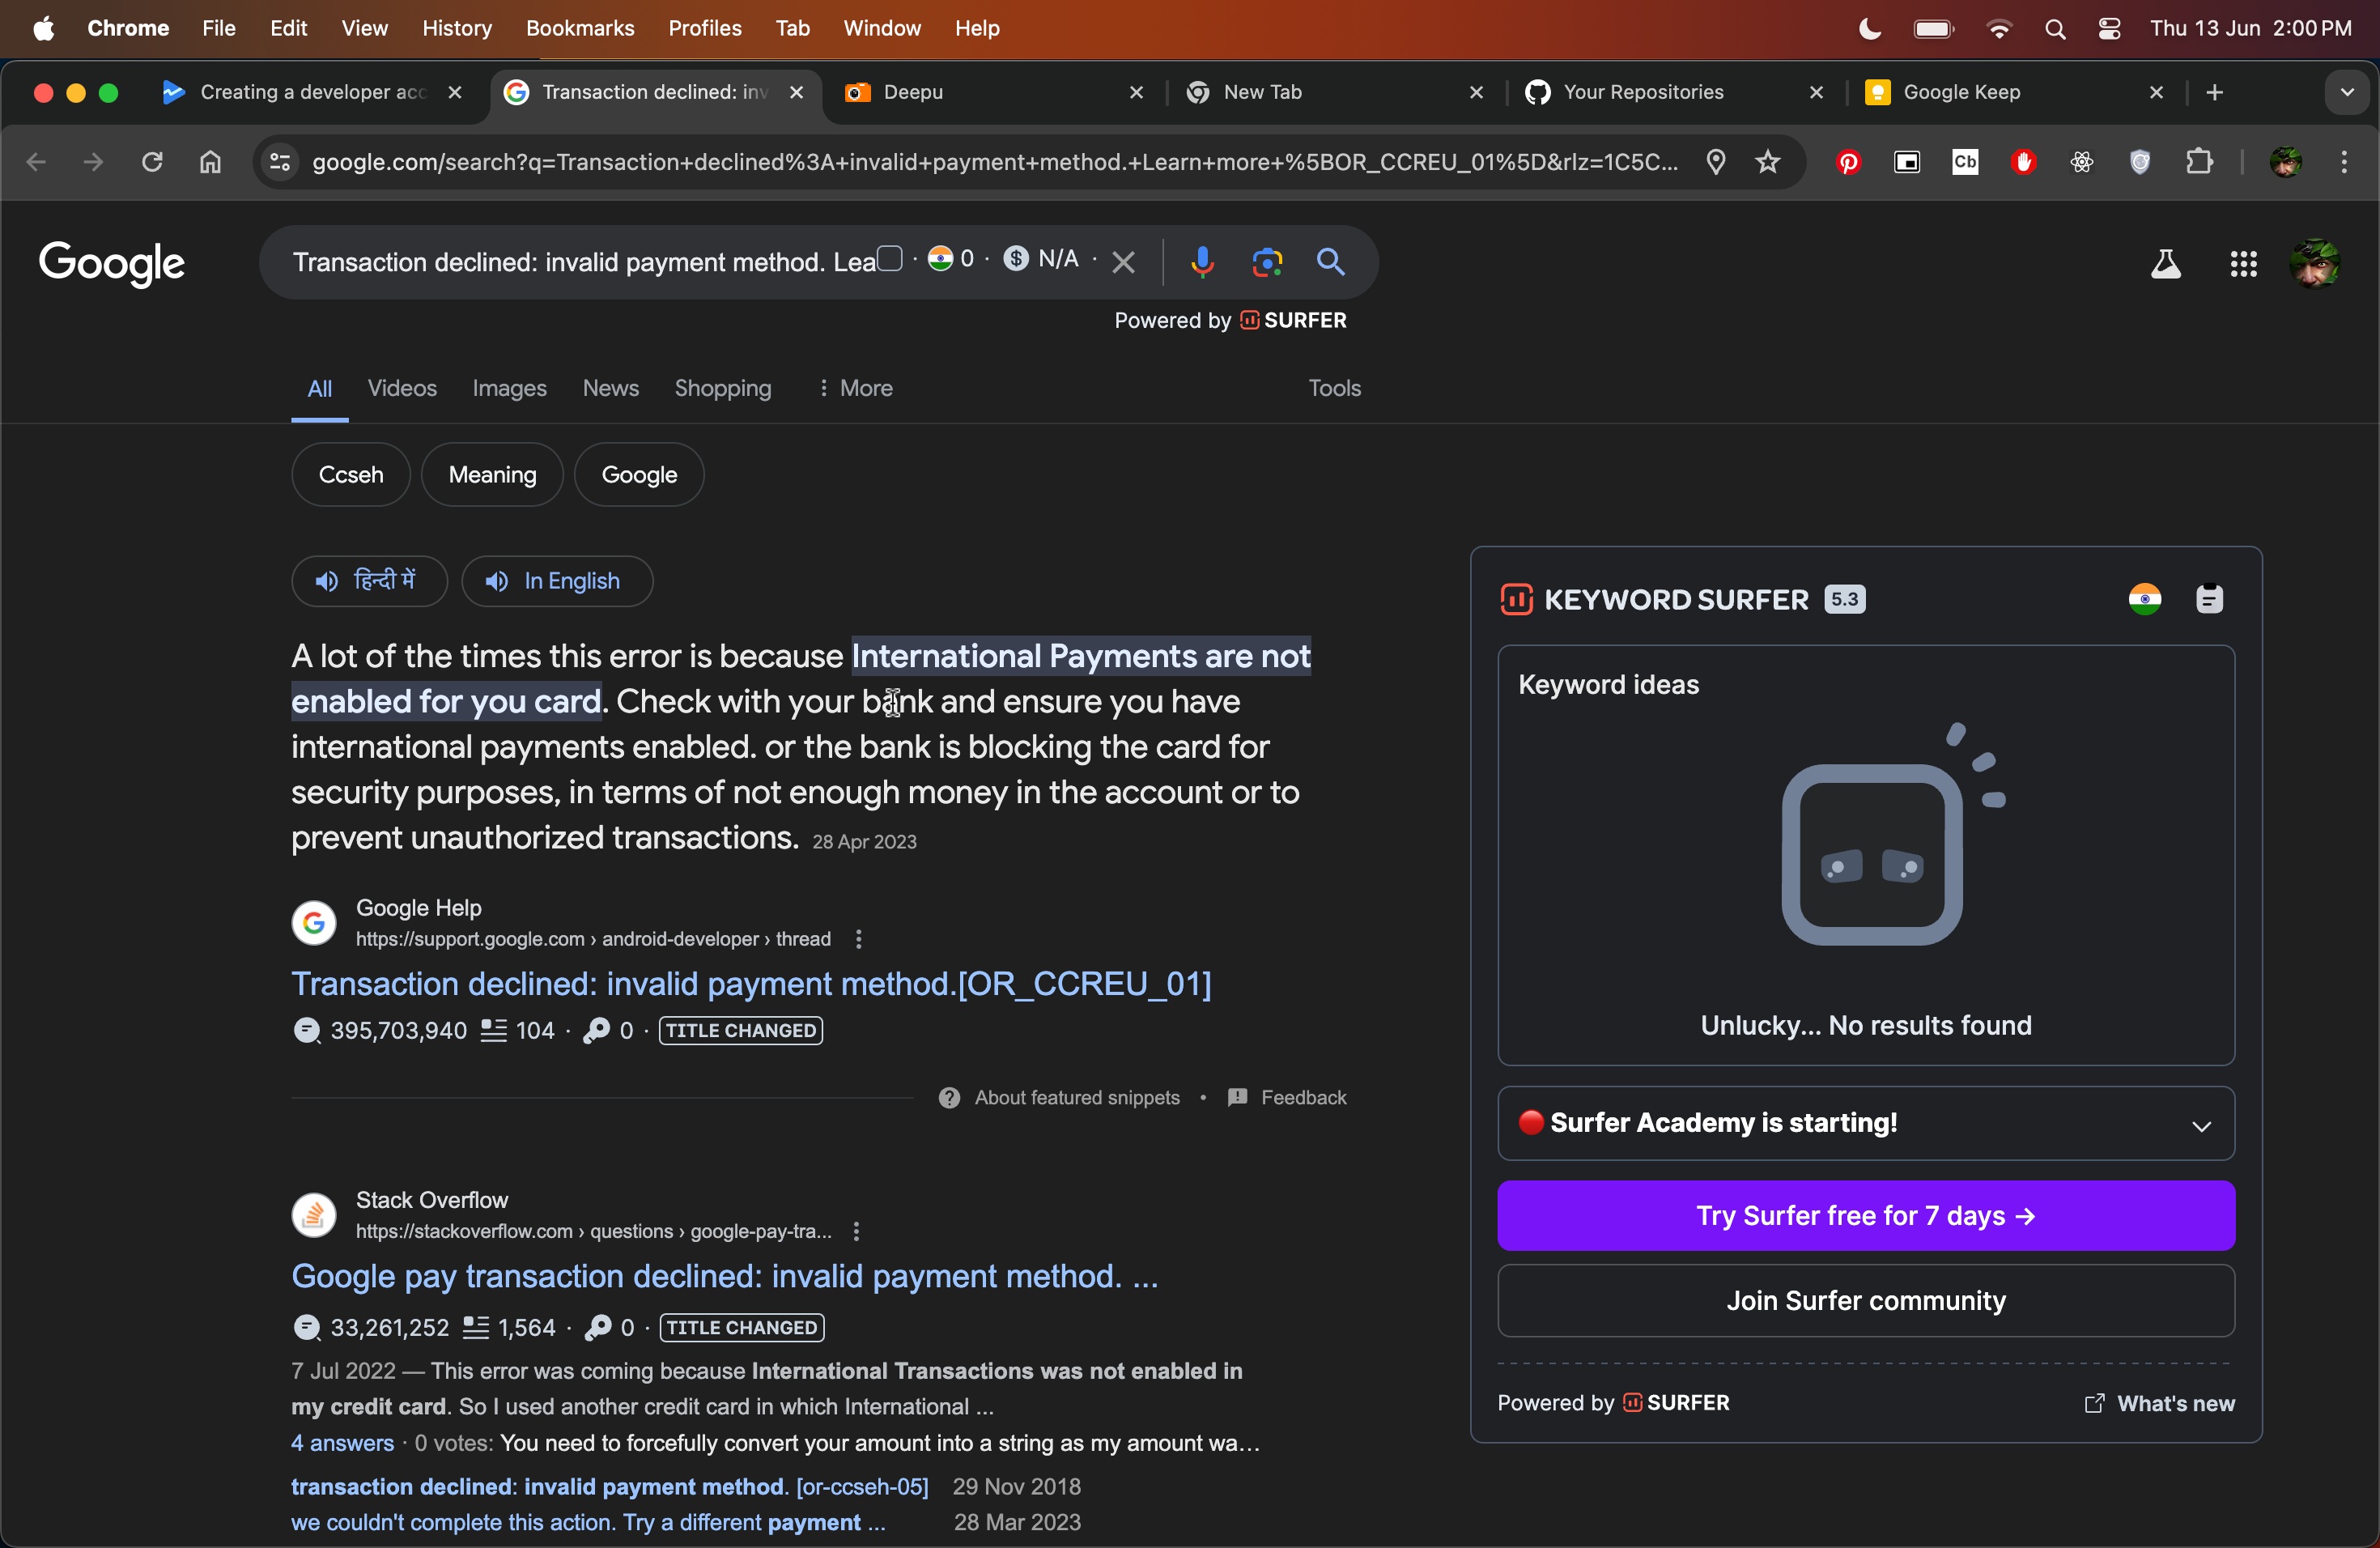 Chrome File Edit View History Bookmarks Profiles Tab Window Help Thu 13 Jun 2:00 PM
Creating a developer acc Transaction declined: inv Deepu New Tab Your Repositories Google Keep
google.com/search?q=Transaction+declined%3A+invalid+payment+method.+Learn+more+%5BOR_CCREU_01%5D&rlz=1C5C... Cb
Google Transaction declined: invalid payment method. Lea · 0 · $ N/A ·
Powered by SURFER
All Videos Images News Shopping More Tools
Ccseh Meaning Google
हिन्दी में In English
A lot of the times this error is because International Payments are not
enabled for you card. Check with your bank and ensure you have
international payments enabled. or the bank is blocking the card for
security purposes, in terms of not enough money in the account or to
prevent unauthorized transactions. 28 Apr 2023
Google Help
https://support.google.com › android-developer › thread
Transaction declined: invalid payment method.[OR_CCREU_01]
395,703,940 104 · 0 · TITLE CHANGED
About featured snippets • Feedback
Stack Overflow
https://stackoverflow.com › questions › google-pay-tra...
Google pay transaction declined: invalid payment method. ...
33,261,252 1,564 · 0 · TITLE CHANGED
7 Jul 2022 — This error was coming because International Transactions was not enabled in
my credit card. So I used another credit card in which International ...
4 answers · 0 votes: You need to forcefully convert your amount into a string as my amount wa...
transaction declined: invalid payment method. [or-ccseh-05] 29 Nov 2018
we couldn't complete this action. Try a different payment ... 28 Mar 2023
KEYWORD SURFER 5.3
Keyword ideas
Unlucky... No results found
Surfer Academy is starting!
Try Surfer free for 7 days →
Join Surfer community
Powered by SURFER What's new